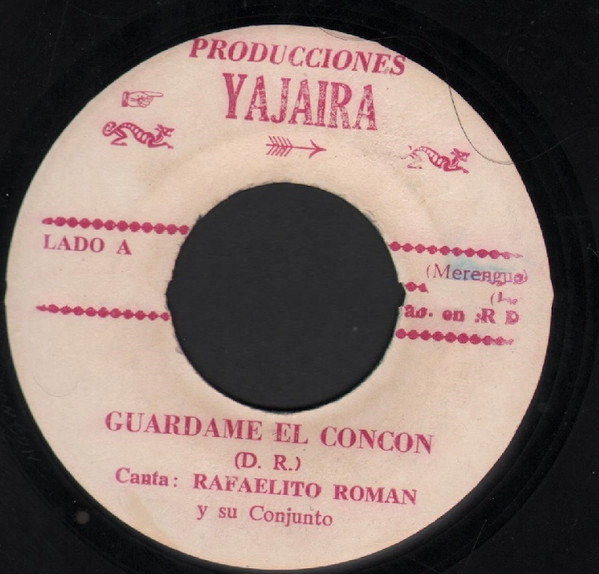 PRODUCCIONES
YAJAIRA
LADO A
(Merengue)
en R D
GUARDAME EL CONCON
(D. R.)
Canta: RAFAELITO ROMAN
y su Conjunto